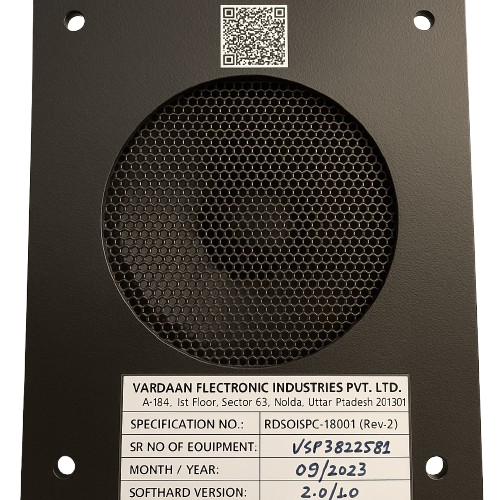 VARDAAN FLECTRONIC INDUSTRIES PVT. LTD.
A-184, Ist Floor, Sector 63, Nolda, Uttar Ptadesh 201301
SPECIFICATION NO.: RDSOISPC-18001 (Rev-2)
SR NO OF EOUIPMENT: VSP3822581
MONTH / YEAR: 09/2023
SOFTHARD VERSION: 2.0/10